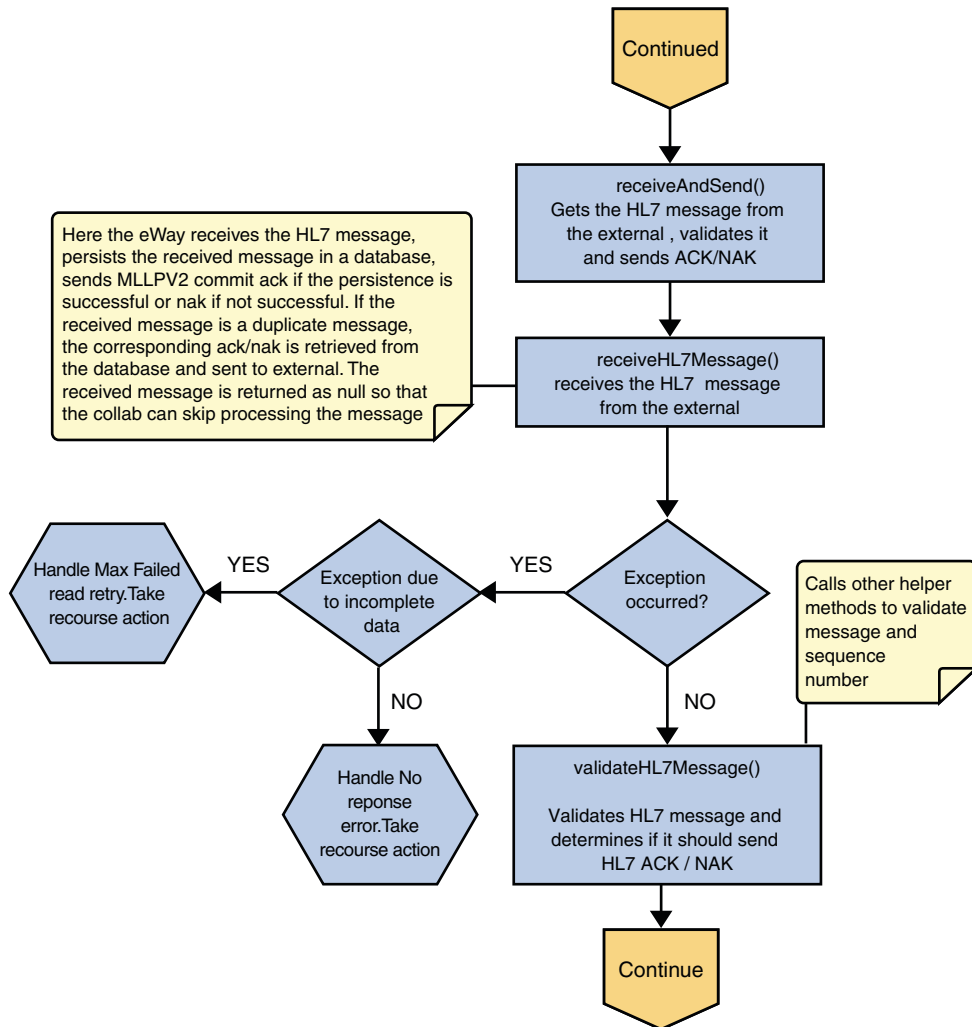 Continued
receiveAndSend()
Gets the HL7 message from
the external , validates it
and sends ACK/NAK
Here the eWay receives the HL7 message,
persists the received message in a database,
sends MLLPV2 commit ack if the persistence is
successful or nak if not successful. If the
received message is a duplicate message,
the corresponding ack/nak is retrieved from
the database and sent to external. The
received message is returned as null so that
the collab can skip processing the message
receiveHL7Message()
receives the HL7 message
from the external
Handle Max Failed
read retry.Take
recourse action
YES
Exception due
to incomplete
data
YES
Exception
occurred?
Calls other helper
methods to validate
message and
sequence
number
NO
NO
Handle No
reponse
error.Take
recourse action
validateHL7Message()
Validates HL7 message and
determines if it should send
HL7 ACK / NAK
Continue